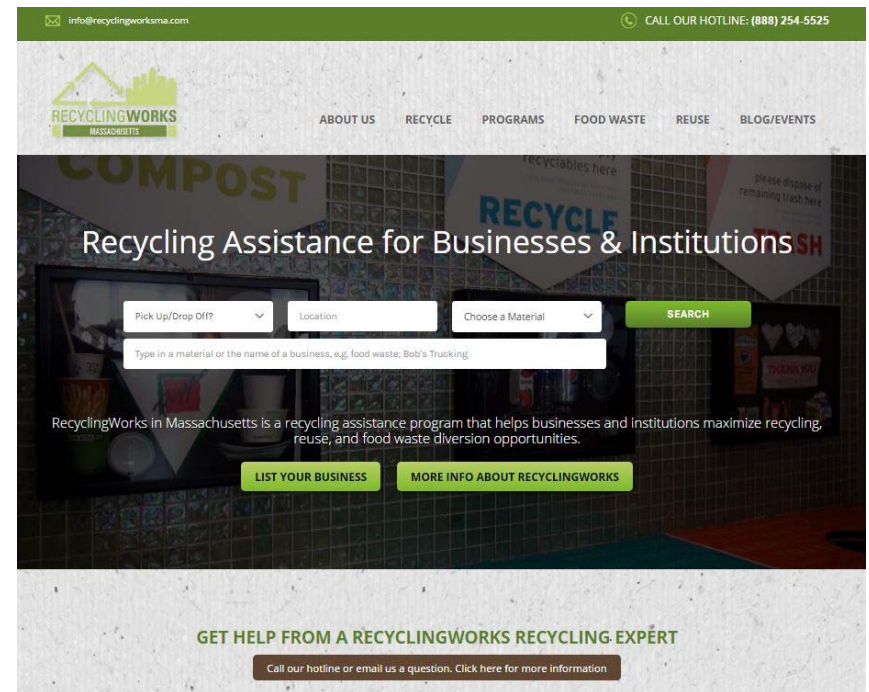 info@recyclingworksma.com
CALL OUR HOTLINE: (888) 254-5525
RECYCLINGWORKS
MASSACHUSETTS
ABOUT US RECYCLE PROGRAMS FOOD WASTE REUSE BLOG/EVENTS
COMPOST
recyclables here
RECYCLE
please dispose of
remaining trash here
TRASH
Recycling Assistance for Businesses & Institutions
Pick Up/Drop Off? Location Choose a Material SEARCH
Type in a material or the name of a business, e.g. food waste; Bob's Trucking
THANK YOU
RecyclingWorks in Massachusetts is a recycling assistance program that helps businesses and institutions maximize recycling,
reuse, and food waste diversion opportunities.
LIST YOUR BUSINESS MORE INFO ABOUT RECYCLINGWORKS
GET HELP FROM A RECYCLINGWORKS RECYCLING EXPERT
Call our hotline or email us a question. Click here for more information